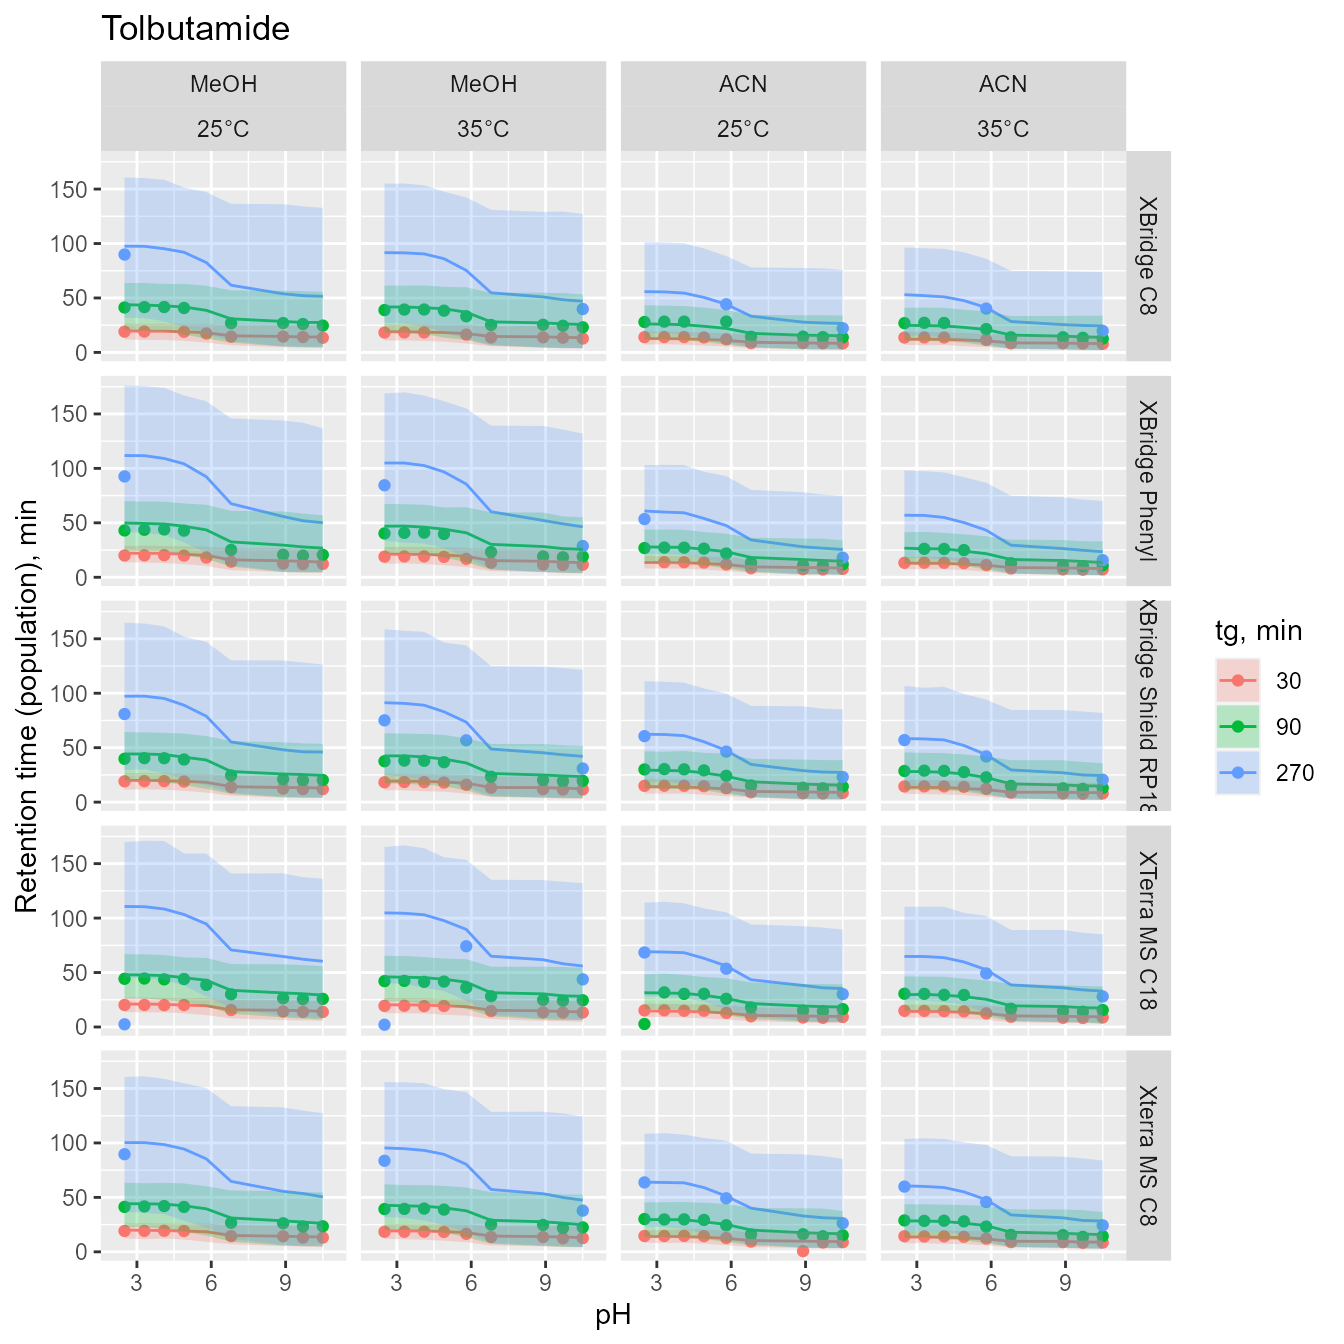 Tolbutamide
MeOH
MeOH
ACN
ACN
25°C
35°C
25°C
35°C
150
100
50
0
XBridge C8
150
100
50
0
XBridge Phenyl
150
100
50
0
XBridge Shield RP18
150
100
50
0
XTerra MS C18
150
100
50
0
Xterra MS C8
3
6
9
3
6
9
3
6
9
3
6
9
pH
Retention time (population), min
tg, min
30
90
270